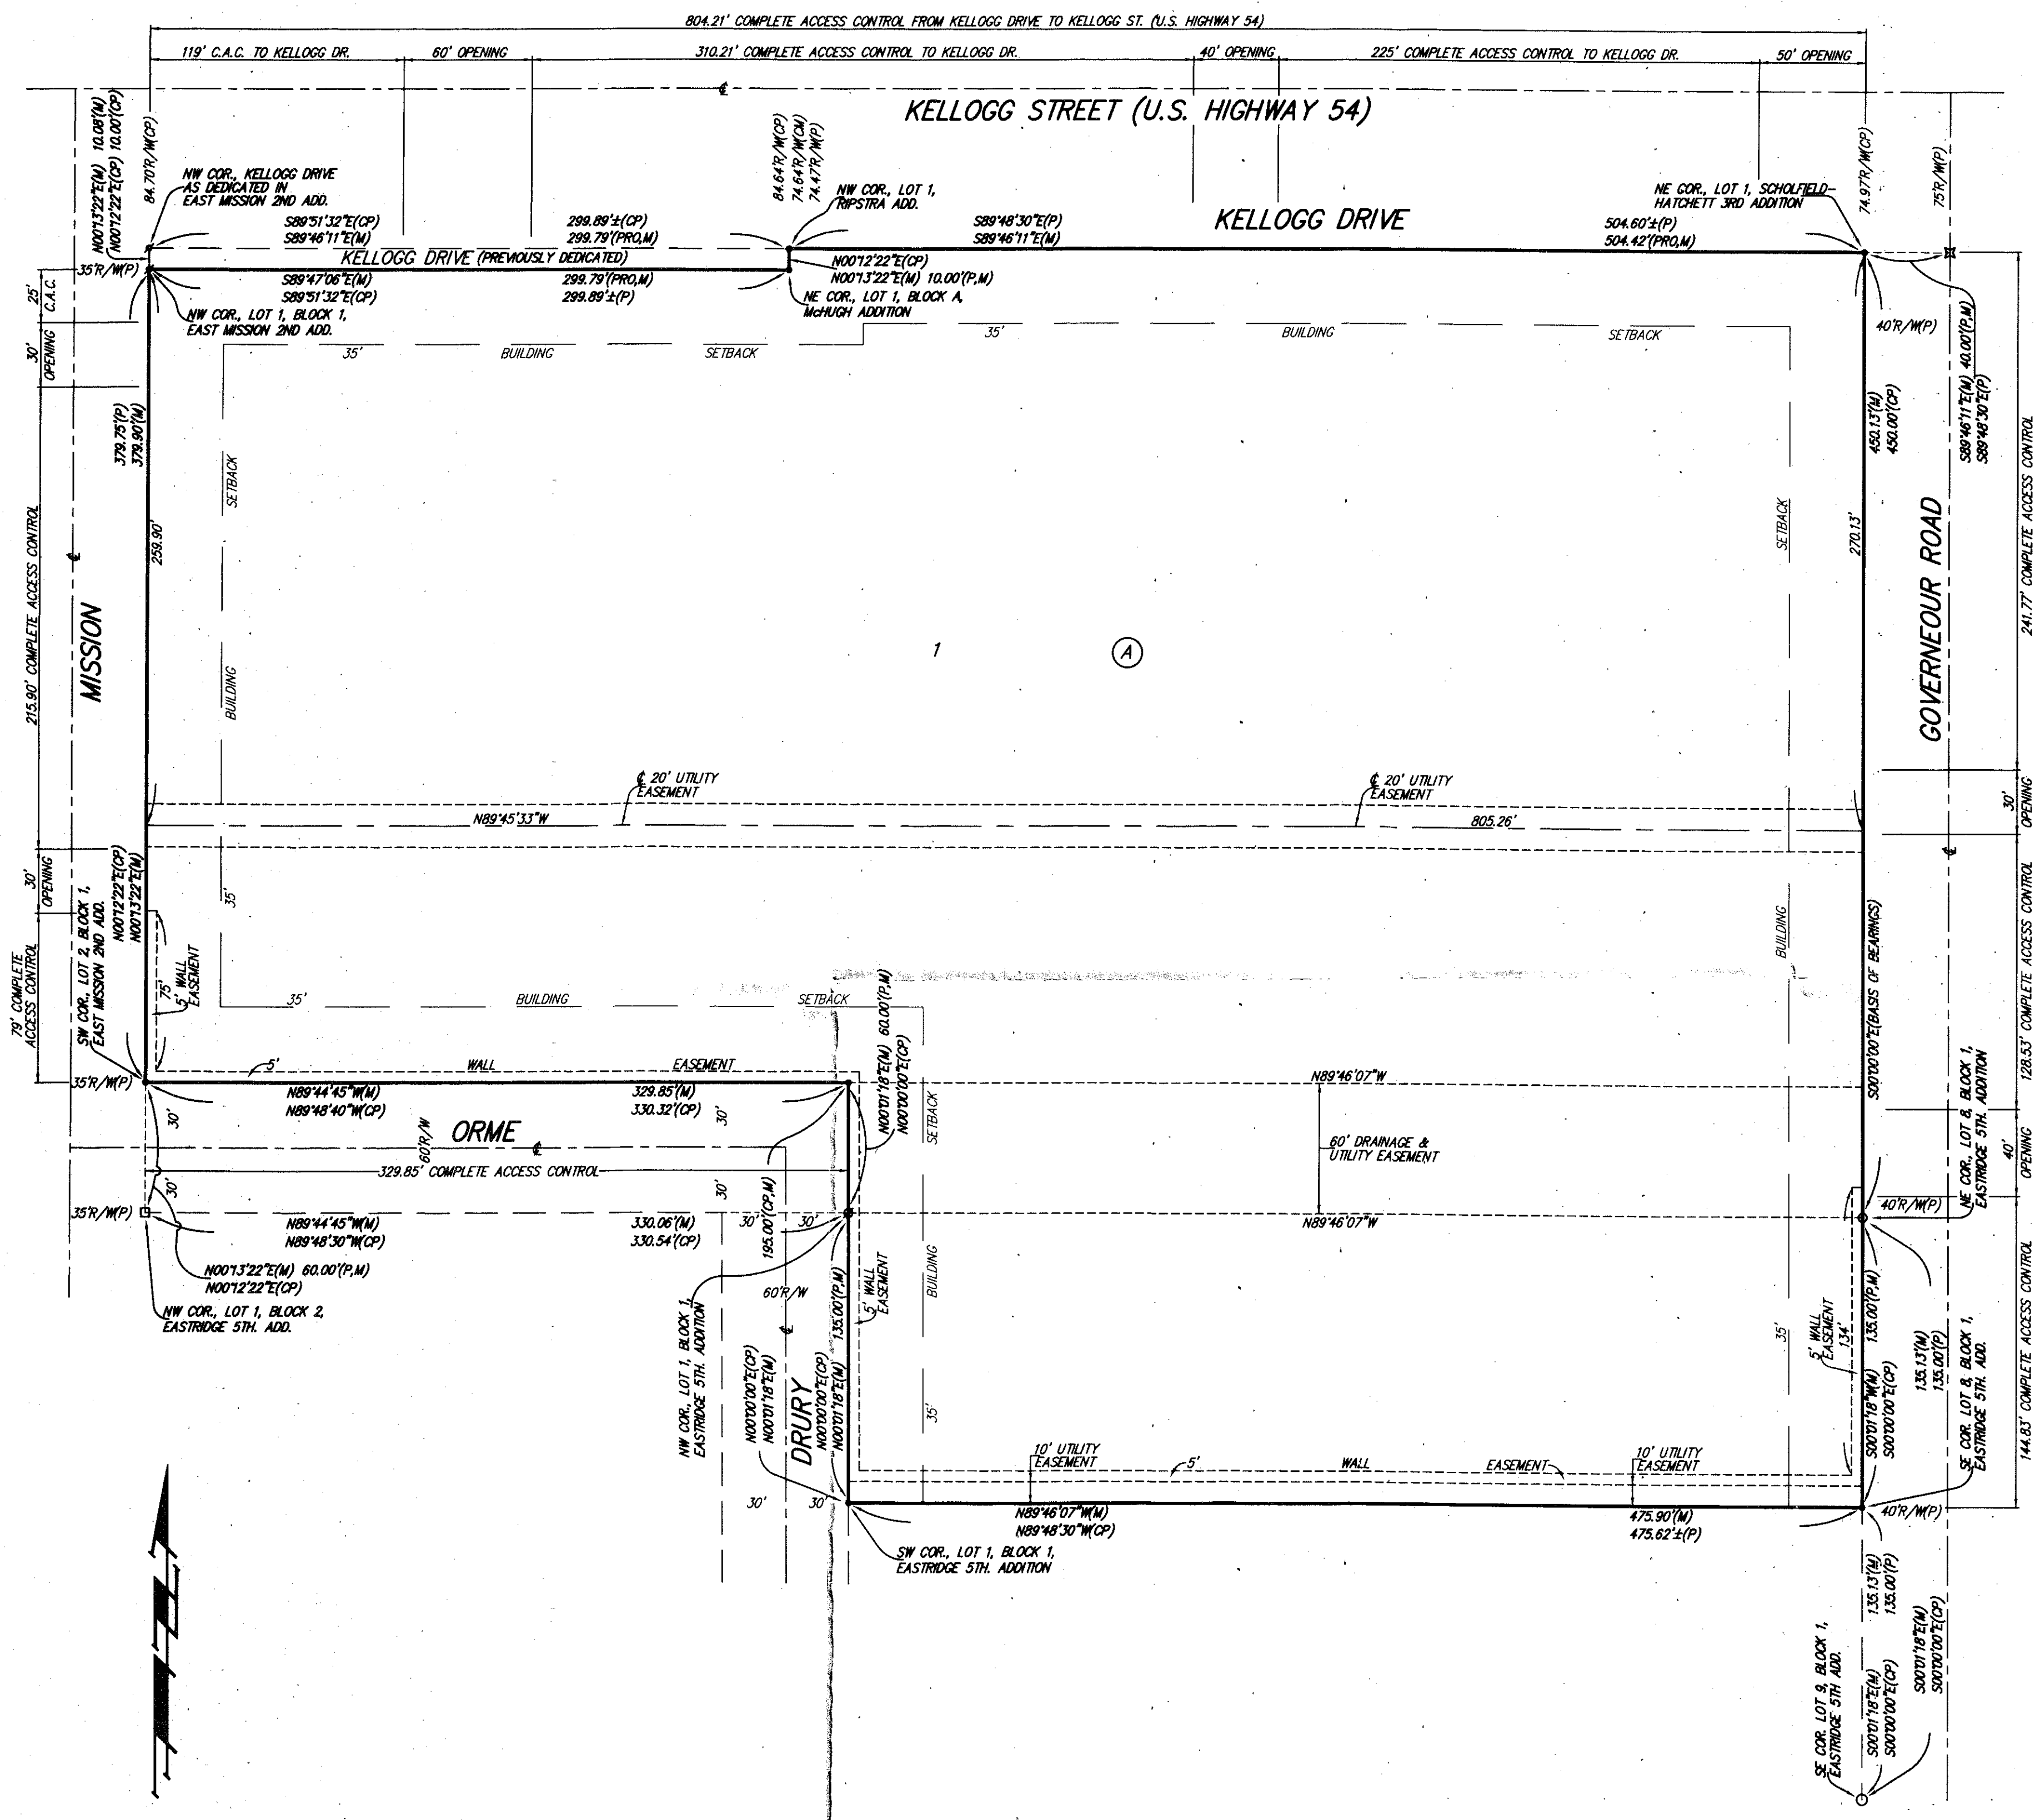 804.21' COMPLETE ACCESS CONTROL FROM KELLOGG DRIVE TO KELLOGG ST. (U.S. HIGHWAY 54)
119' C.A.C. TO KELLOGG DR.
60' OPENING
310.21' COMPLETE ACCESS CONTROL TO KELLOGG DR.
40' OPENING
225' COMPLETE ACCESS CONTROL TO KELLOGG DR.
50' OPENING
KELLOGG STREET (U.S. HIGHWAY 54)
N00°13'22"E(M) 10.08'(M)
N00°12'22"E(CP) 10.00'(CP)
84.70'R/W(CP)
84.64'R/W(CP)
74.64'R/W(CM)
74.47'R/W(P)
74.97'R/W(CP)
75'R/W(P)
NW COR., KELLOGG DRIVE
AS DEDICATED IN
EAST MISSION 2ND ADD.
NW COR., LOT 1,
RIPSTRA ADD.
NE COR., LOT 1, SCHOLFIELD-
HATCHETT 3RD ADDITION
KELLOGG DRIVE
S89°51'32"E(CP)
299.89'±(CP)
S89°46'11"E(M)
299.79'(PRO,M)
S89°48'30"E(P)
S89°46'11"E(M)
504.60'±(P)
504.42'(PRO,M)
KELLOGG DRIVE (PREVIOUSLY DEDICATED)
35'R/W(P)
S89°47'06"E(M)
299.79'(PRO,M)
S89°51'32"E(CP)
299.89'±(P)
N00°12'22"E(CP)
N00°13'22"E(M) 10.00'(P,M)
NE COR., LOT 1, BLOCK A,
McHUGH ADDITION
NW COR., LOT 1, BLOCK 1,
EAST MISSION 2ND ADD.
25'
C.A.C.
30'
OPENING
35'
BUILDING
SETBACK
35'
BUILDING
SETBACK
40'R/W(P)
S89°46'11"E(M) 40.00'(P,M)
S89°48'30"E(P)
379.75'(P)
379.90'(M)
450.13'(M)
450.00'(CP)
215.90' COMPLETE ACCESS CONTROL
259.90'
SETBACK
BUILDING
35'
MISSION
1
A
SETBACK
BUILDING
35'
270.13'
GOVERNEOUR ROAD
241.77' COMPLETE ACCESS CONTROL
℄ 20' UTILITY
EASEMENT
℄ 20' UTILITY
EASEMENT
N89°45'33"W
805.26'
30'
OPENING
30'
OPENING
N00°12'22"E(CP)
N00°13'22"E(M)
SW COR., LOT 2, BLOCK 1,
EAST MISSION 2ND ADD.
79' COMPLETE
ACCESS CONTROL
75'
5' WALL
EASEMENT
128.53' COMPLETE ACCESS CONTROL
S00°00'00"E(BASIS OF BEARINGS)
35'
BUILDING
SETBACK
N00°01'18"E(M) 60.00'(P,M)
N00°00'00"E(CP)
5'
WALL
EASEMENT
35'R/W(P)
N89°44'45"W(M)
329.85'(M)
N89°48'40"W(CP)
330.32'(CP)
N89°46'07"W
NE COR., LOT 8, BLOCK 1,
EASTRIDGE 5TH. ADDITION
30'
30'
ORME
60'R/W
℄
SETBACK
BUILDING
35'
60' DRAINAGE &
UTILITY EASEMENT
40'
OPENING
329.85' COMPLETE ACCESS CONTROL
30'
30'
35'R/W(P)
N89°44'45"W(M)
330.06'(M)
N89°48'30"W(CP)
330.54'(CP)
30'
30'
195.00'(CP,M)
N89°46'07"W
40'R/W(P)
N00°13'22"E(M) 60.00'(P,M)
N00°12'22"E(CP)
NW COR., LOT 1, BLOCK 2,
EASTRIDGE 5TH. ADD.
60'R/W
135.00'(P,M)
5' WALL
EASEMENT
NW COR., LOT 1, BLOCK 1,
EASTRIDGE 5TH. ADDITION
N00°00'00"E(CP)
N00°01'18"E(M)
DRURY
N00°00'00"E(CP)
N00°01'18"E(M)
5' WALL
EASEMENT
134'
135.00'(P,M)
S00°01'18"W(M)
S00°00'00"E(CP)
135.13'(M)
135.00'(P)
SE COR. LOT 8, BLOCK 1,
EASTRIDGE 5TH. ADD.
144.83' COMPLETE ACCESS CONTROL
10' UTILITY
EASEMENT
5'
WALL
EASEMENT
10' UTILITY
EASEMENT
30'
30'
N89°46'07"W(M)
N89°48'30"W(CP)
475.90'(M)
475.62'±(P)
40'R/W(P)
SW COR., LOT 1, BLOCK 1,
EASTRIDGE 5TH. ADDITION
135.13'(M)
135.00'(P)
S00°01'18"E(M)
S00°00'00"E(CP)
S00°01'18"E(M)
S00°00'00"E(CP)
SE COR. LOT 9, BLOCK 1,
EASTRIDGE 5TH ADD.